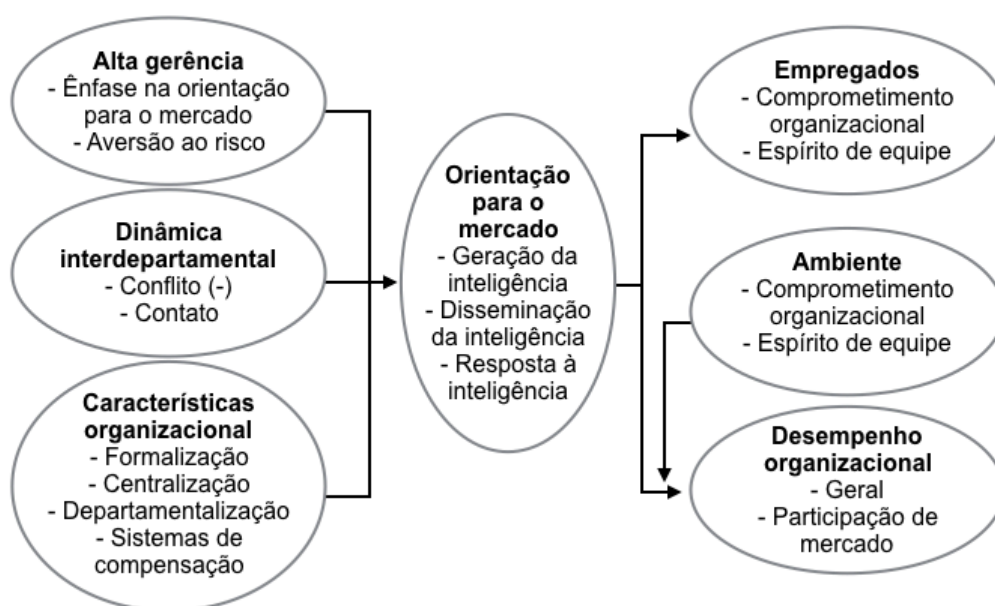 Alta gerência
- Ênfase na orientação
para o mercado
- Aversão ao risco
Dinâmica
interdepartamental
- Conflito (-)
- Contato
Características
organizacional
- Formalização
- Centralização
- Departamentalização
- Sistemas de
compensação
Orientação
para o
mercado
- Geração da
inteligência
- Disseminação
da inteligência
- Resposta à
inteligência
Empregados
- Comprometimento
organizacional
- Espírito de equipe
Ambiente
- Comprometimento
organizacional
- Espírito de equipe
Desempenho
organizacional
- Geral
- Participação de
mercado